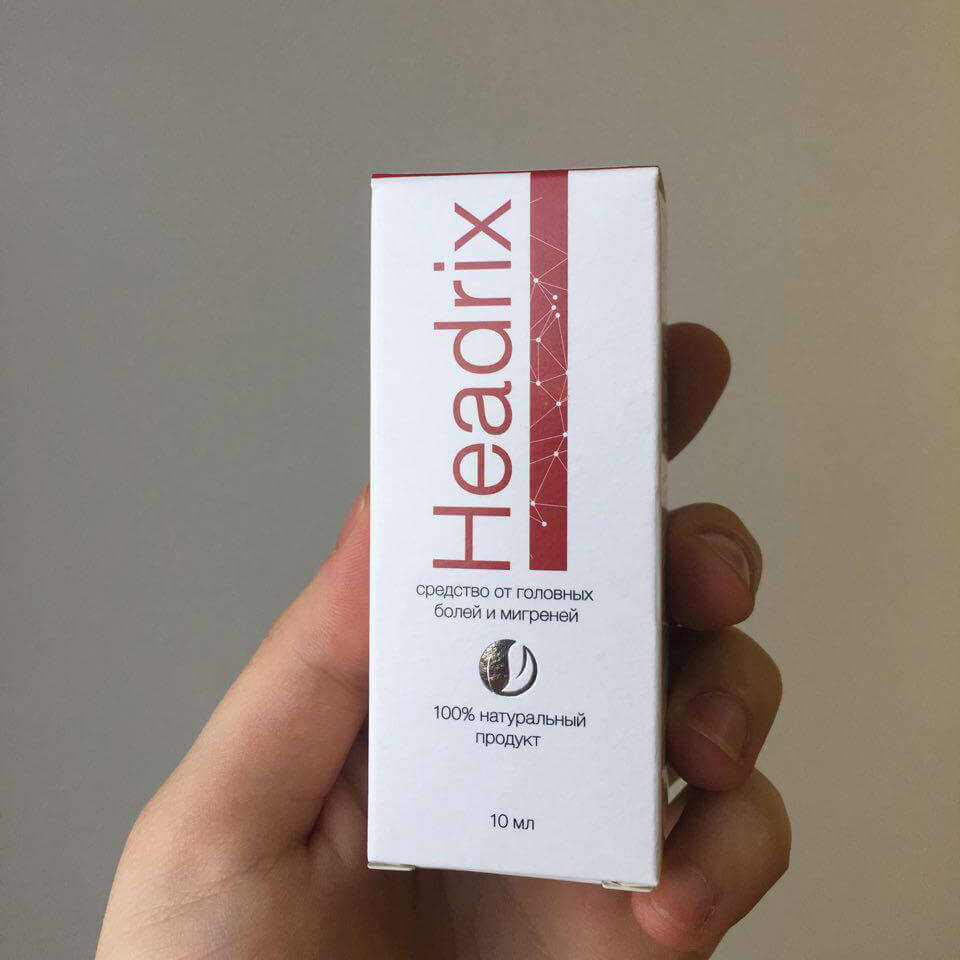 Headrix
средство от головных
болей и мигреней
100% натуральный
продукт
10 мл